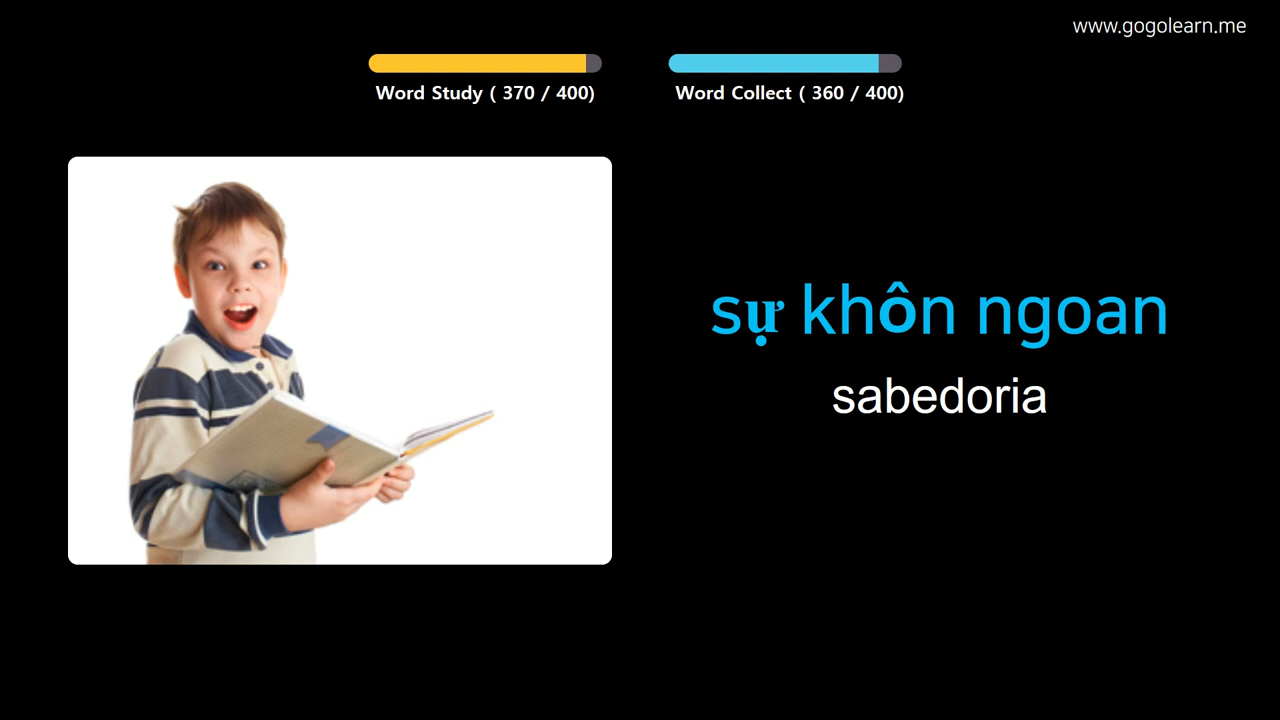 www.gogolearn.me
Word Study ( 370 / 400)
Word Collect ( 360 / 400)
sự khôn ngoan
sabedoria